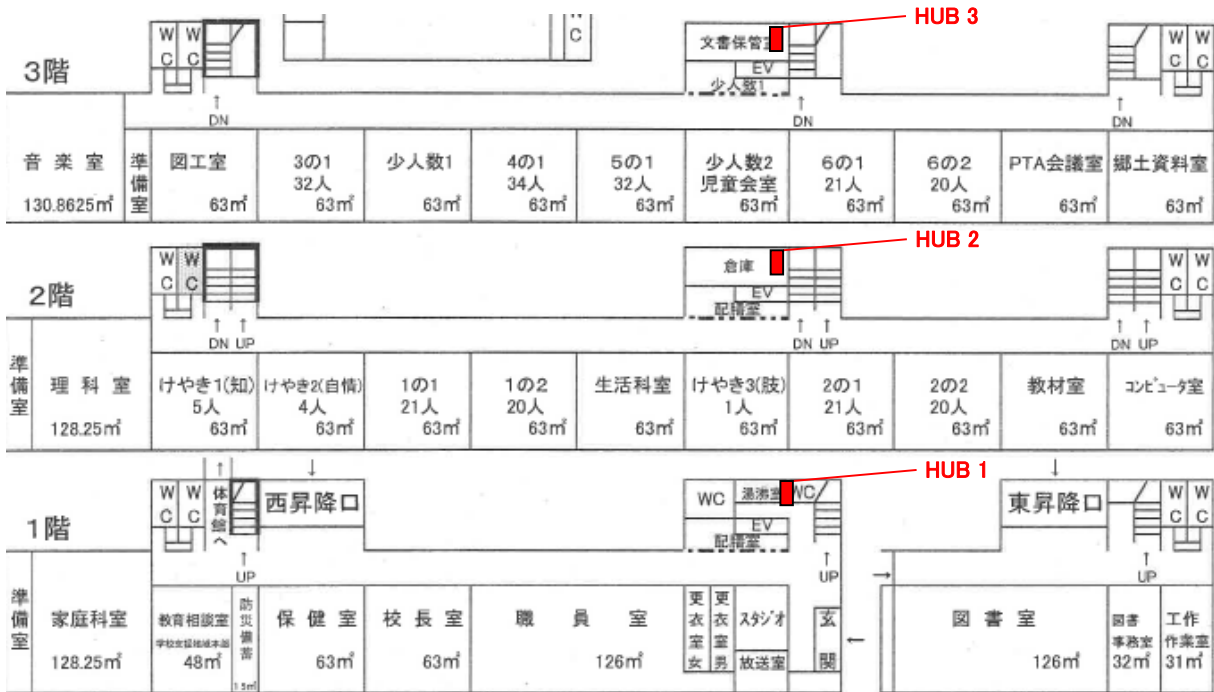 HUB 3
3階
W W
C C
W
C
文書保管室
EV
少人数1
W W
C C
DN
DN
DN
音楽室
130.8625㎡
準備室
図工室
63㎡
3の1
32人
63㎡
少人数1
63㎡
4の1
34人
63㎡
5の1
32人
63㎡
少人数2
児童会室
63㎡
6の1
21人
63㎡
6の2
20人
63㎡
PTA会議室
63㎡
郷土資料室
63㎡
HUB 2
2階
W W
C C
倉庫
EV
配膳室
W W
C C
DN UP
DN UP
DN UP
準備室
理科室
128.25㎡
けやき1(知)
5人
63㎡
けやき2(自情)
4人
63㎡
1の1
21人
63㎡
1の2
20人
63㎡
生活科室
63㎡
けやき3(肢)
1人
63㎡
2の1
21人
63㎡
2の2
20人
63㎡
教材室
63㎡
コンピュータ室
63㎡
HUB 1
1階
W W
C C
体育館へ
西昇降口
WC
湯沸室
WC
EV
配膳室
東昇降口
W W
C C
UP
UP
UP
準備室
家庭科室
128.25㎡
教育相談室
学校支援地域本部
48㎡
防災備蓄
15㎡
保健室
63㎡
校長室
63㎡
職員室
126㎡
更衣室女
更衣室男
スタジオ
放送室
玄関
図書室
126㎡
図書
事務室
32㎡
工作
作業室
31㎡